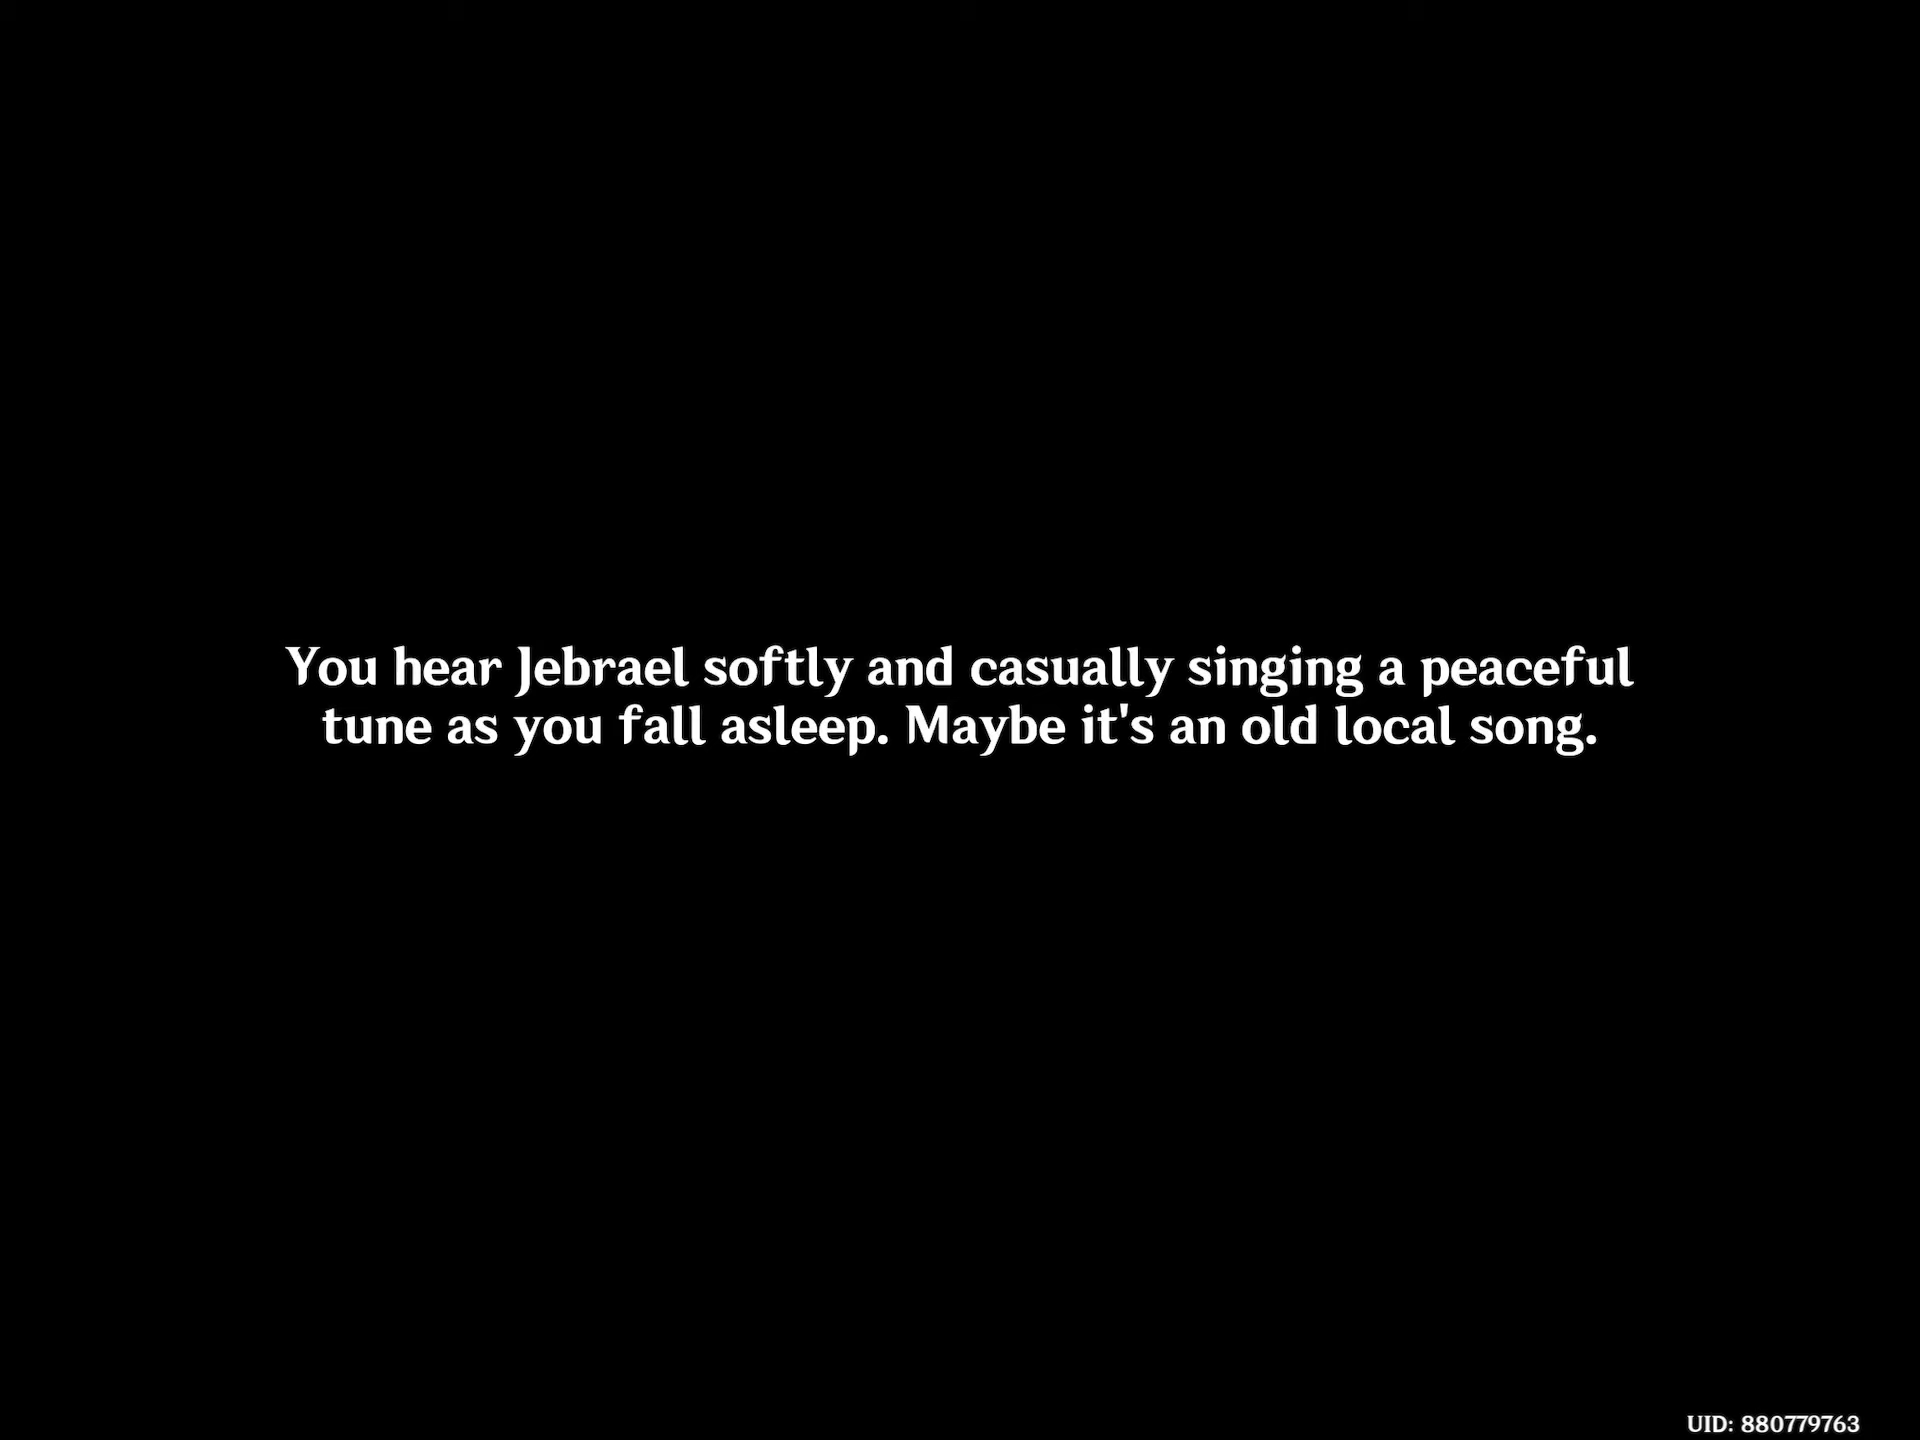 You hear Jebrael softly and casually singing a peaceful
tune as you fall asleep. Maybe it's an old local song.
UID: 880779763